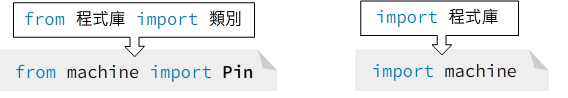 from 程式庫 import 類別
from machine import Pin
import 程式庫
import machine